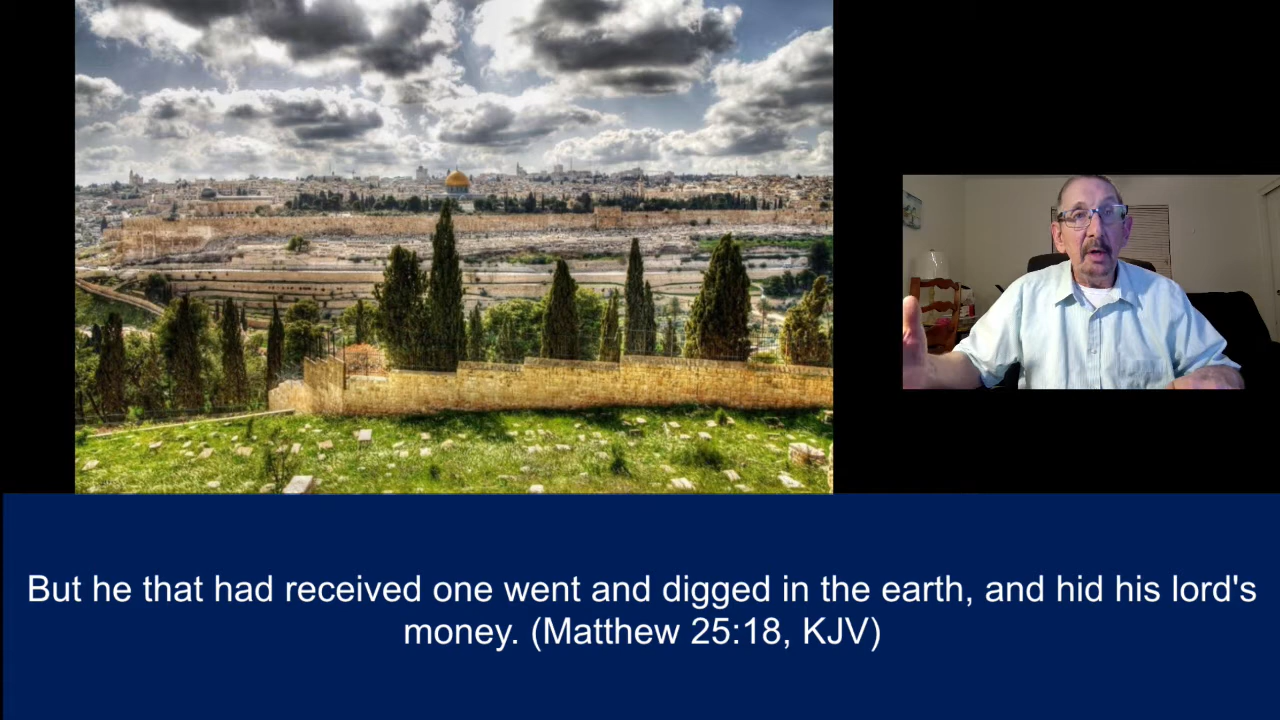 But he that had received one went and digged in the earth, and hid his lord's
money. (Matthew 25:18, KJV)